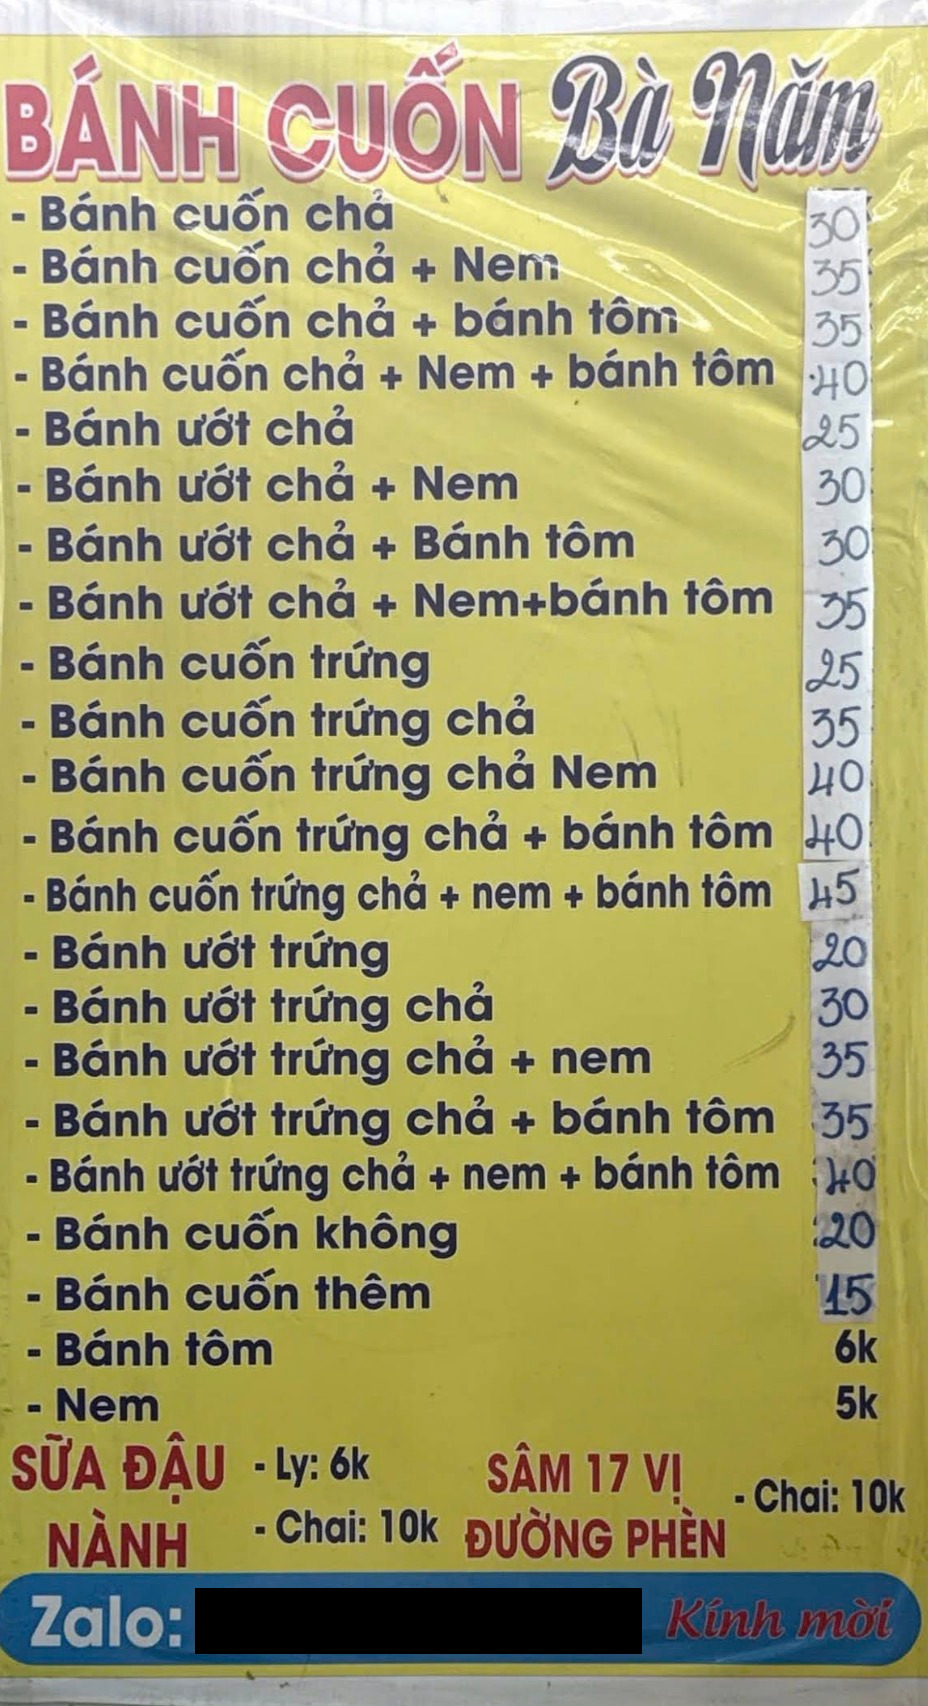 BÁNH CUỐN Bà Năm
- Bánh cuốn chả 30
- Bánh cuốn chả + Nem 35
- Bánh cuốn chả + bánh tôm 35
- Bánh cuốn chả + Nem + bánh tôm 40
- Bánh ướt chả 25
- Bánh ướt chả + Nem 30
- Bánh ướt chả + Bánh tôm 30
- Bánh ướt chả + Nem+bánh tôm 35
- Bánh cuốn trứng 25
- Bánh cuốn trứng chả 35
- Bánh cuốn trứng chả Nem 40
- Bánh cuốn trứng chả + bánh tôm 40
- Bánh cuốn trứng chả + nem + bánh tôm 45
- Bánh ướt trứng 20
- Bánh ướt trứng chả 30
- Bánh ướt trứng chả + nem 35
- Bánh ướt trứng chả + bánh tôm 35
- Bánh ướt trứng chả + nem + bánh tôm 40
- Bánh cuốn không 20
- Bánh cuốn thêm 15
- Bánh tôm 6k
- Nem 5k
SỮA ĐẬU NÀNH
- Ly: 6k
- Chai: 10k
SÂM 17 VỊ
ĐƯỜNG PHÈN
- Chai: 10k
Zalo: Kính mời